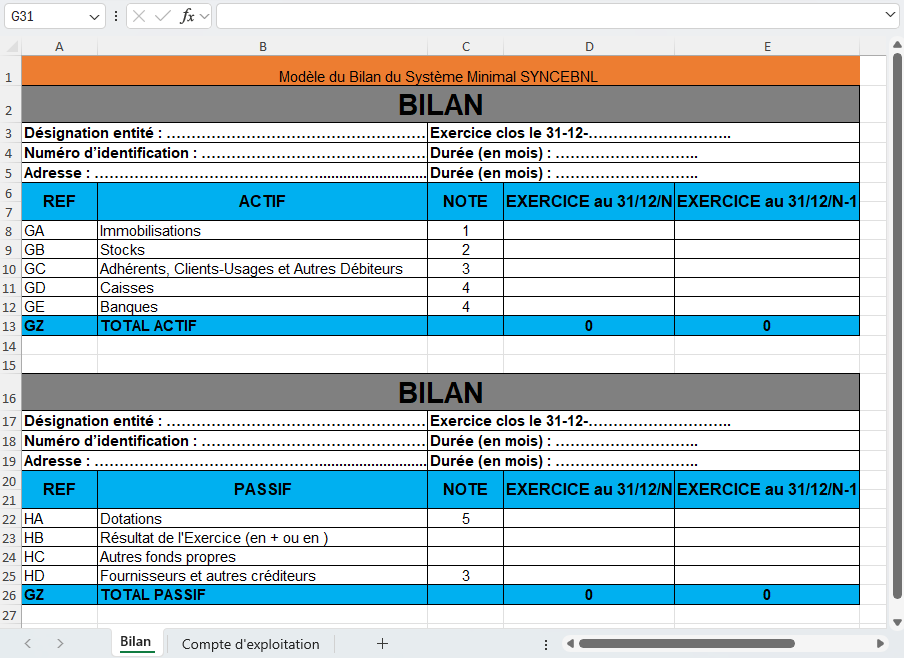 G31
fx
A B C D E
1 Modèle du Bilan du Système Minimal SYNCEBNL
2 BILAN
3 Désignation entité : …………………………………………… Exercice clos le 31-12-………………………..
4 Numéro d’identification : ……………………………………… Durée (en mois) : ………………………..
5 Adresse : ………………………………………...................... Durée (en mois) : ………………………..
6
7 REF ACTIF NOTE EXERCICE au 31/12/N EXERCICE au 31/12/N-1
8 GA Immobilisations 1
9 GB Stocks 2
10 GC Adhérents, Clients-Usages et Autres Débiteurs 3
11 GD Caisses 4
12 GE Banques 4
13 GZ TOTAL ACTIF 0 0
14
15
16 BILAN
17 Désignation entité : …………………………………………… Exercice clos le 31-12-………………………..
18 Numéro d’identification : ……………………………………… Durée (en mois) : ………………………..
19 Adresse : ………………………………………...................... Durée (en mois) : ………………………..
20
21 REF PASSIF NOTE EXERCICE au 31/12/N EXERCICE au 31/12/N-1
22 HA Dotations 5
23 HB Résultat de l'Exercice (en + ou en )
24 HC Autres fonds propres
25 HD Fournisseurs et autres créditeurs 3
26 GZ TOTAL PASSIF 0 0
27
Bilan Compte d'exploitation +